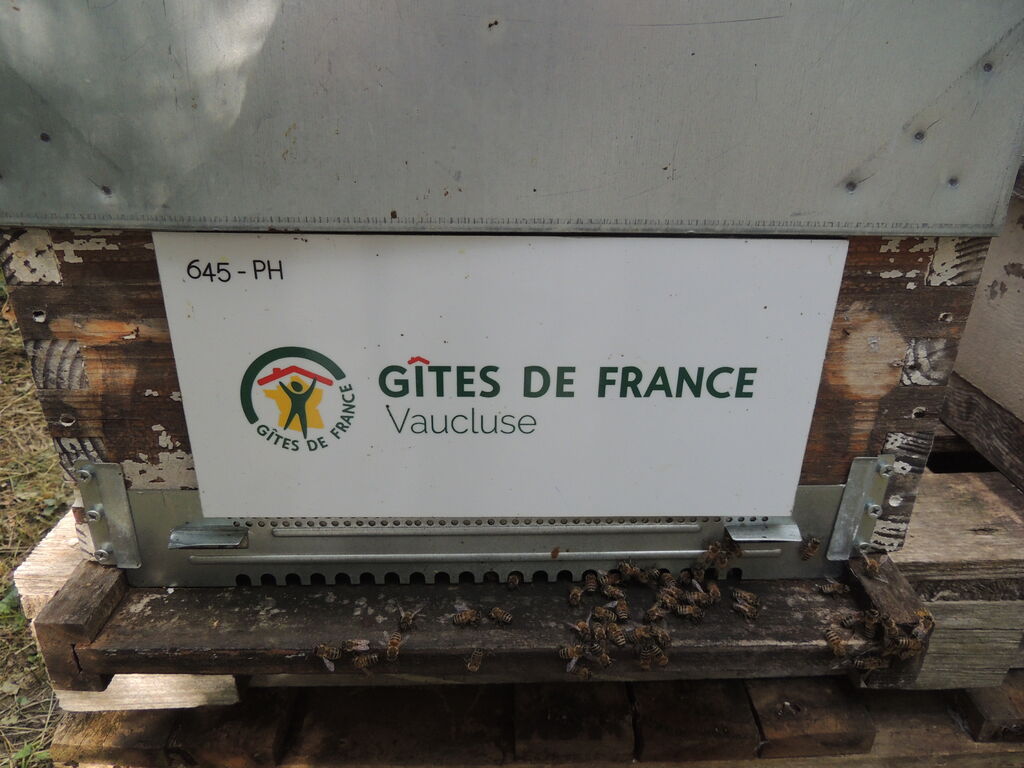 645 - PH
GÎTES DE FRANCE
GÎTES DE FRANCE
Vaucluse